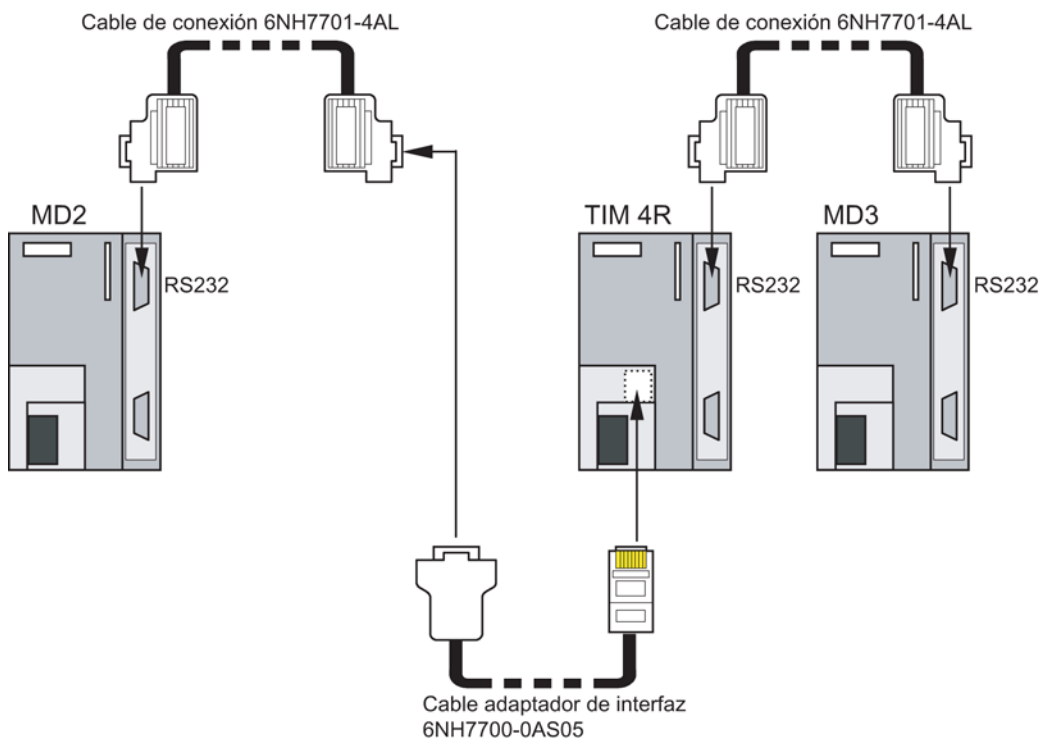 Cable de conexión 6NH7701-4AL
Cable de conexión 6NH7701-4AL
MD2
TIM 4R
MD3
RS232
RS232
RS232
Cable adaptador de interfaz
6NH7700-0AS05